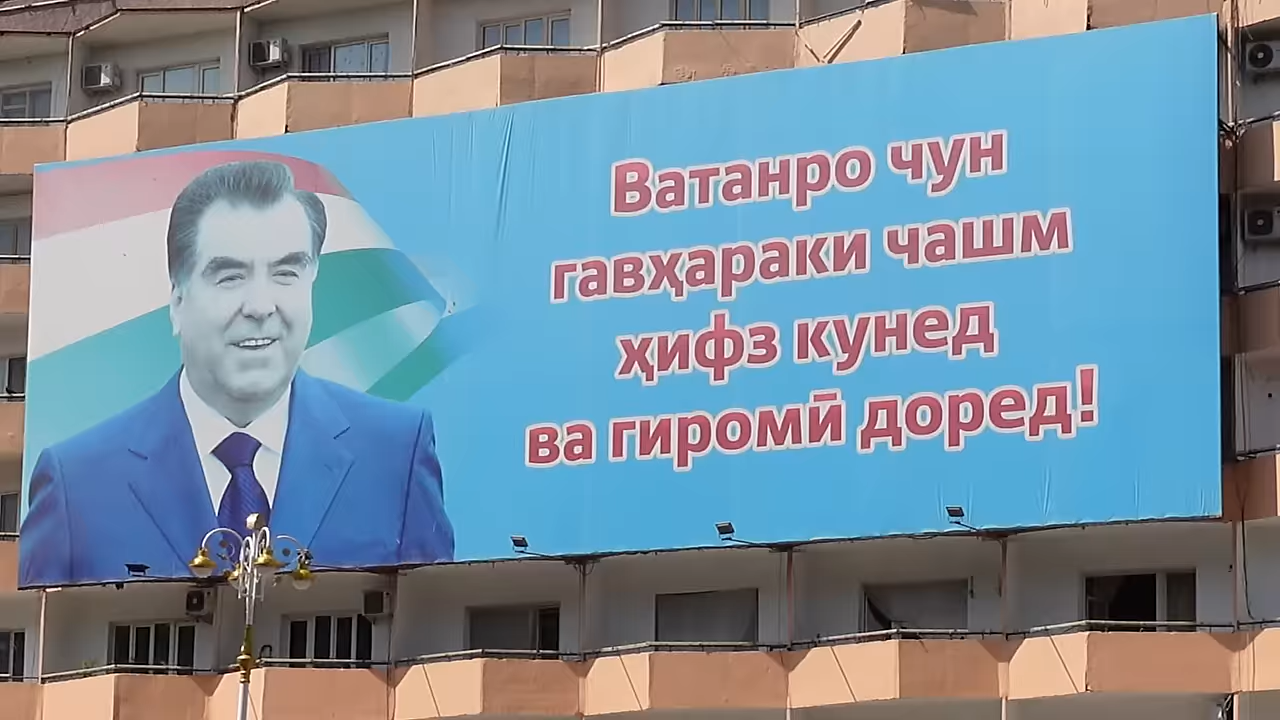 Ватанро чун
гавҳараки чашм
ҳифз кунед
ва гиромӣ доред!